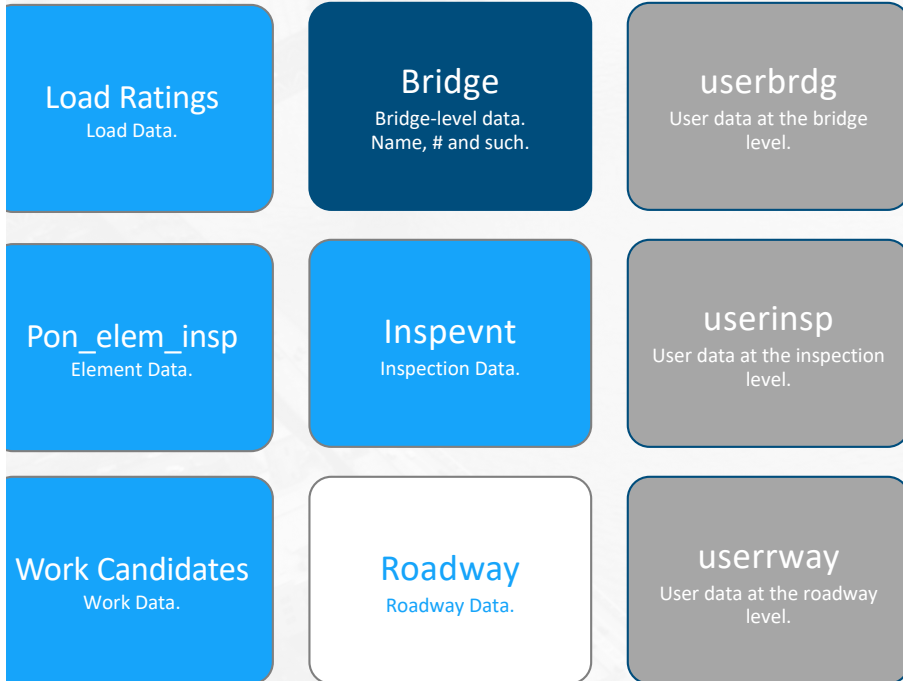 Load Ratings
Load Data.
Bridge
Bridge-level data.
Name, # and such.
userbrdg
User data at the bridge
level.
Pon_elem_insp
Element Data.
Inspevnt
Inspection Data.
userinsp
User data at the inspection
level.
Work Candidates
Work Data.
Roadway
Roadway Data.
userrway
User data at the roadway
level.